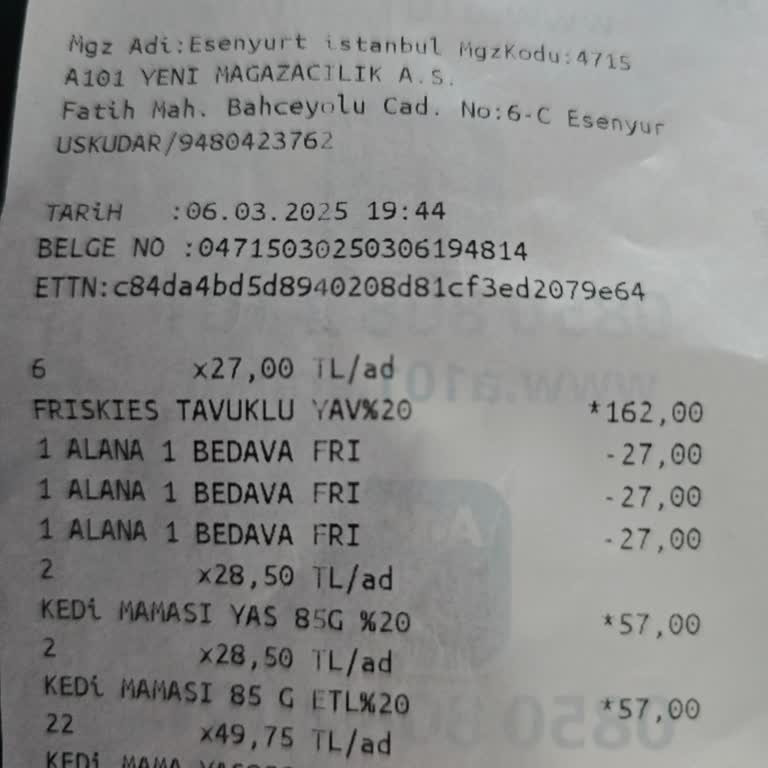 Mgz Adi:Esenyurt istanbul MgzKodu:4715
A101 YENI MAGAZACILIK A.S.
Fatih Mah. Bahceyolu Cad. No:6-C Esenyur
USKUDAR/9480423762
TARiH :06.03.2025 19:44
BELGE NO :04715030250306194814
ETTN:c84da4bd5d8940208d81cf3ed2079e64
6 x27,00 TL/ad
FRISKIES TAVUKLU YAV%20 *162,00
1 ALANA 1 BEDAVA FRI -27,00
1 ALANA 1 BEDAVA FRI -27,00
1 ALANA 1 BEDAVA FRI -27,00
2 x28,50 TL/ad
KEDi MAMASI YAS 85G %20 *57,00
2 x28,50 TL/ad
KEDi MAMASI 85 G ETL%20 *57,00
22 x49,75 TL/ad
KEDi MAMA